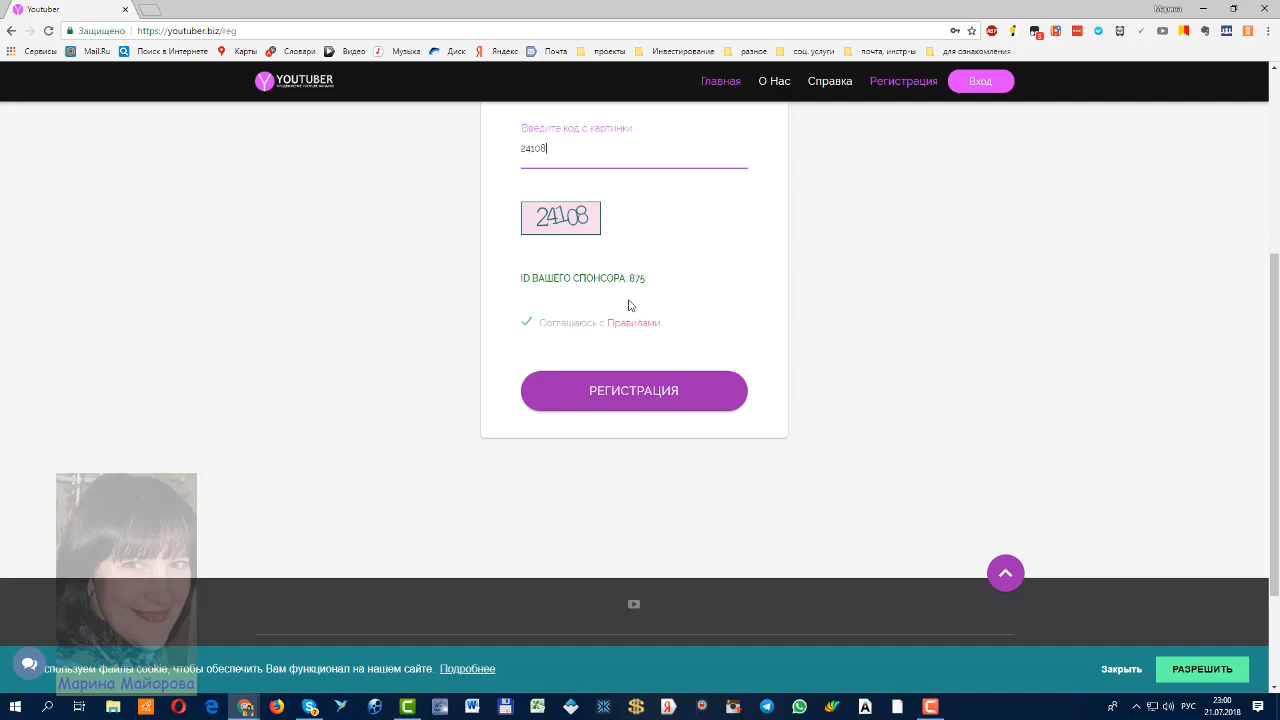 Youtuber
Марина
Защищено
https://youtuber.biz/reg
Сервисы
Mail.Ru
Поиск в Интернете
Карты
Словари
Видео
Музыка
Диск
Яндекс
Почта
проекты
Инвестирование
разное
соц.услуги
почта, инстр-ы
для ознакомления
YOUTUBER
Главная
О Нас
Справка
Регистрация
Вход
Введите код с картинки
24108
24108
ID ВАШЕГО СПОНСОРА: 875
Соглашаюсь с Правилами
РЕГИСТРАЦИЯ
спользуем файлы cookie, чтобы обеспечить Вам функционал на нашем сайте. Подробнее
Закрыть
РАЗРЕШИТЬ
Марина Майорова
РУС
23:00
21.07.2018